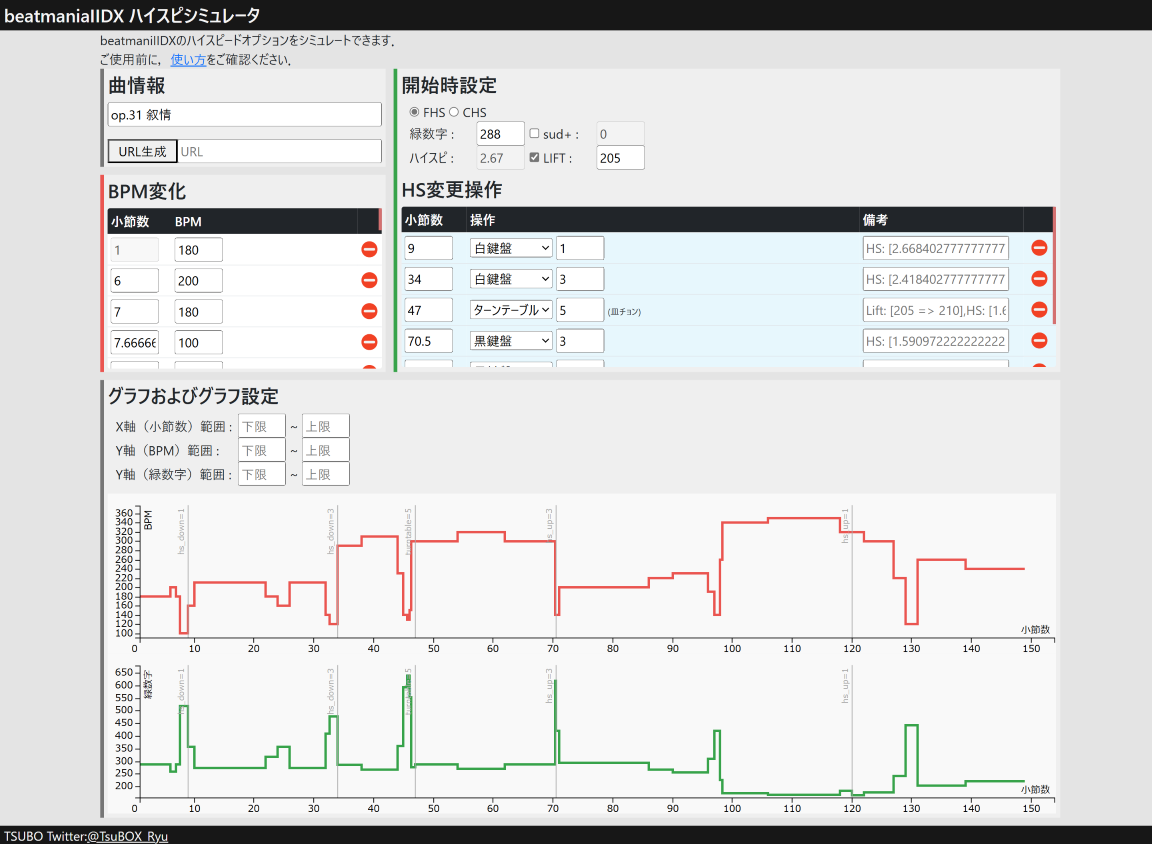 beatmaniaIIDX ハイスピシミュレータ
beatmaniIIDXのハイスピードオプションをシミュレートできます.
ご使用前に, 使い方をご確認ください.
曲情報
op.31 叙情
URL生成 URL
開始時設定
FHS CHS
緑数字 : 288 sud+ : 0
ハイスピ : 2.67 LIFT : 205
BPM変化
小節数 BPM
1 180
6 200
7 180
7.66666 100
HS変更操作
小節数 操作 備考
9 白鍵盤 1 HS: [2.668402777777777
34 白鍵盤 3 HS: [2.418402777777777
47 ターンテーブル 5 (皿チョン) Lift: [205 => 210],HS: [1.6
70.5 黒鍵盤 3 HS: [1.590972222222222
グラフおよびグラフ設定
X軸（小節数）範囲 : 下限 ~ 上限
Y軸（BPM）範囲 : 下限 ~ 上限
Y軸（緑数字）範囲 : 下限 ~ 上限
BPM
360
340
320
300
280
260
240
220
200
180
160
140
120
100
hs_down=1
hs_down=3
turntable=5
hs_up=3
hs_up=1
小節数
0 10 20 30 40 50 60 70 80 90 100 110 120 130 140 150
緑数字
650
600
550
500
450
400
350
300
250
200
hs_down=1
hs_down=3
turntable=5
hs_up=3
hs_up=1
小節数
0 10 20 30 40 50 60 70 80 90 100 110 120 130 140 150
TSUBO Twitter:@TsuBOX_Ryu